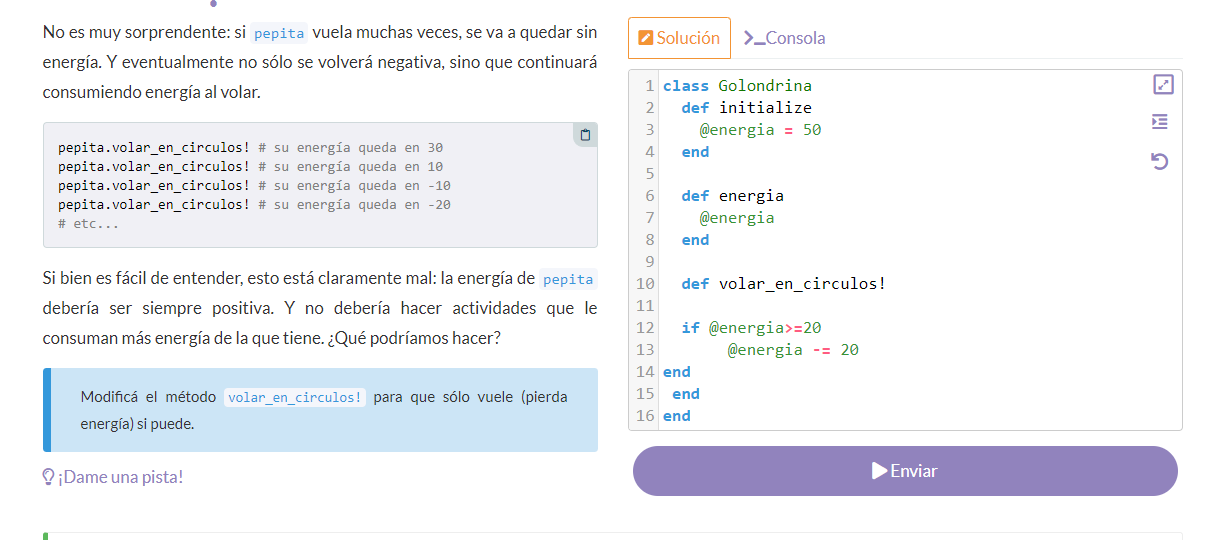 No es muy sorprendente: si pepita vuela muchas veces, se va a quedar sin
energía. Y eventualmente no sólo se volverá negativa, sino que continuará
consumiendo energía al volar.
pepita.volar_en_circulos! # su energía queda en 30
pepita.volar_en_circulos! # su energía queda en 10
pepita.volar_en_circulos! # su energía queda en -10
pepita.volar_en_circulos! # su energía queda en -20
# etc...
Si bien es fácil de entender, esto está claramente mal: la energía de pepita
debería ser siempre positiva. Y no debería hacer actividades que le
consuman más energía de la que tiene. ¿Qué podríamos hacer?
Modificá el método volar_en_circulos! para que sólo vuele (pierda
energía) si puede.
¡Dame una pista!
Solución
Consola
1 class Golondrina
2   def initialize
3     @energia = 50
4   end
5
6   def energia
7     @energia
8   end
9
10   def volar_en_circulos!
11
12   if @energia>=20
13        @energia -= 20
14 end
15  end
16 end
Enviar